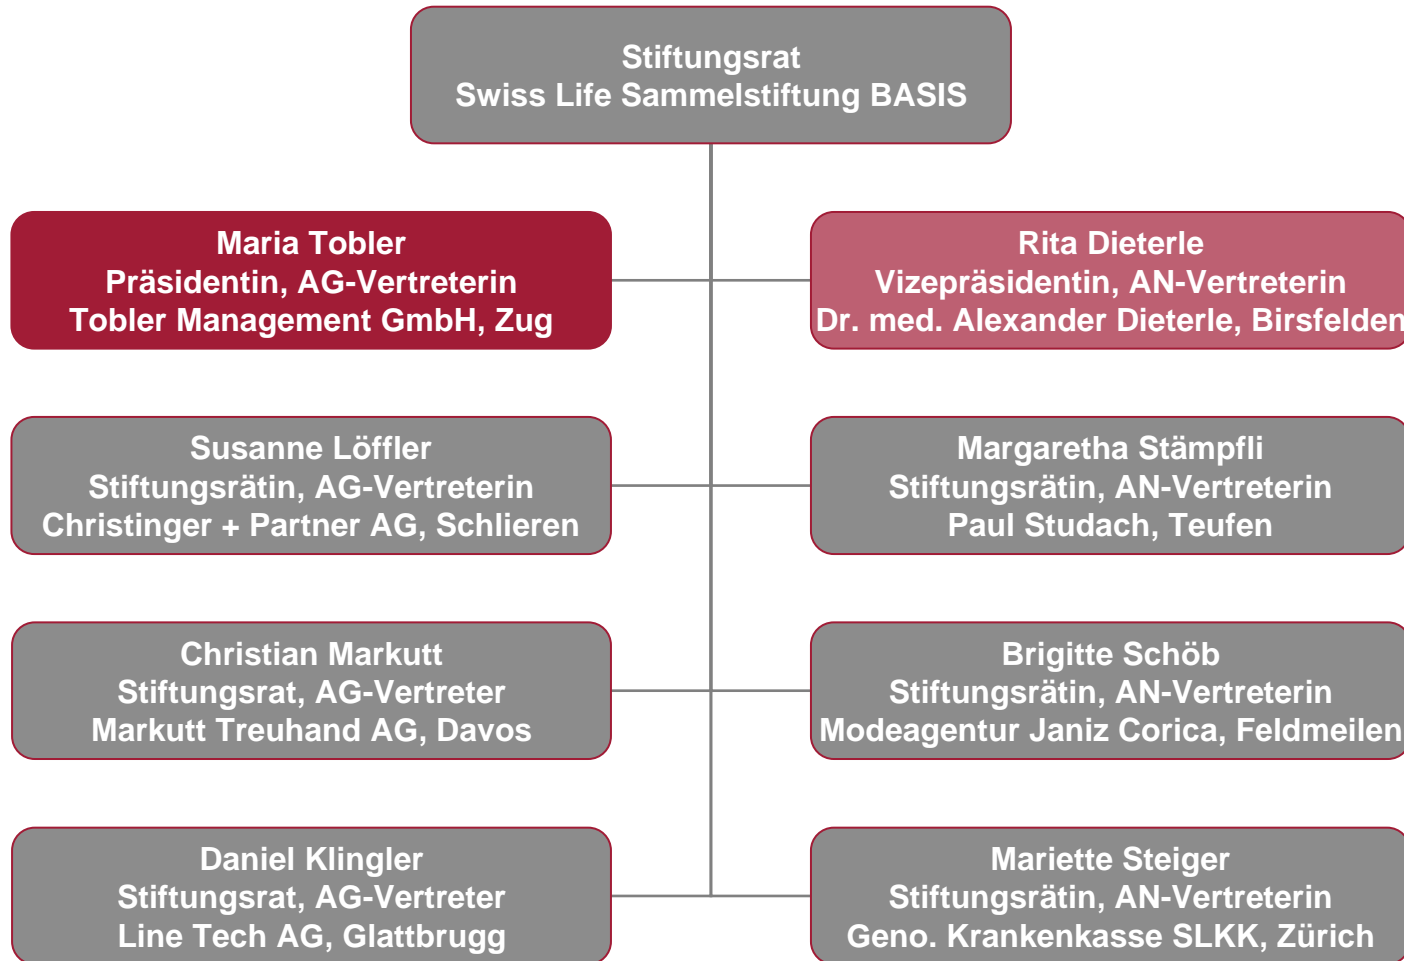 Stiftungsrat
Swiss Life Sammelstiftung BASIS
Maria Tobler
Präsidentin, AG-Vertreterin
Tobler Management GmbH, Zug
Rita Dieterle
Vizepräsidentin, AN-Vertreterin
Dr. med. Alexander Dieterle, Birsfelden
Susanne Löffler
Stiftungsrätin, AG-Vertreterin
Christinger + Partner AG, Schlieren
Margaretha Stämpfli
Stiftungsrätin, AN-Vertreterin
Paul Studach, Teufen
Christian Markutt
Stiftungsrat, AG-Vertreter
Markutt Treuhand AG, Davos
Brigitte Schöb
Stiftungsrätin, AN-Vertreterin
Modeagentur Janiz Corica, Feldmeilen
Daniel Klingler
Stiftungsrat, AG-Vertreter
Line Tech AG, Glattbrugg
Mariette Steiger
Stiftungsrätin, AN-Vertreterin
Geno. Krankenkasse SLKK, Zürich